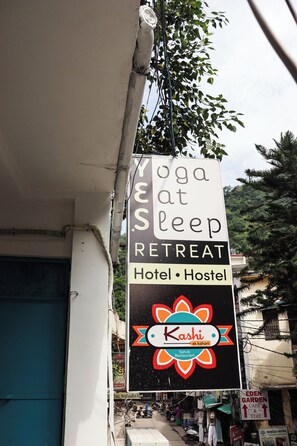 Yoga
Eat
Sleep
RETREAT
Hotel • Hostel
Kashi
EDEN
GARDEN